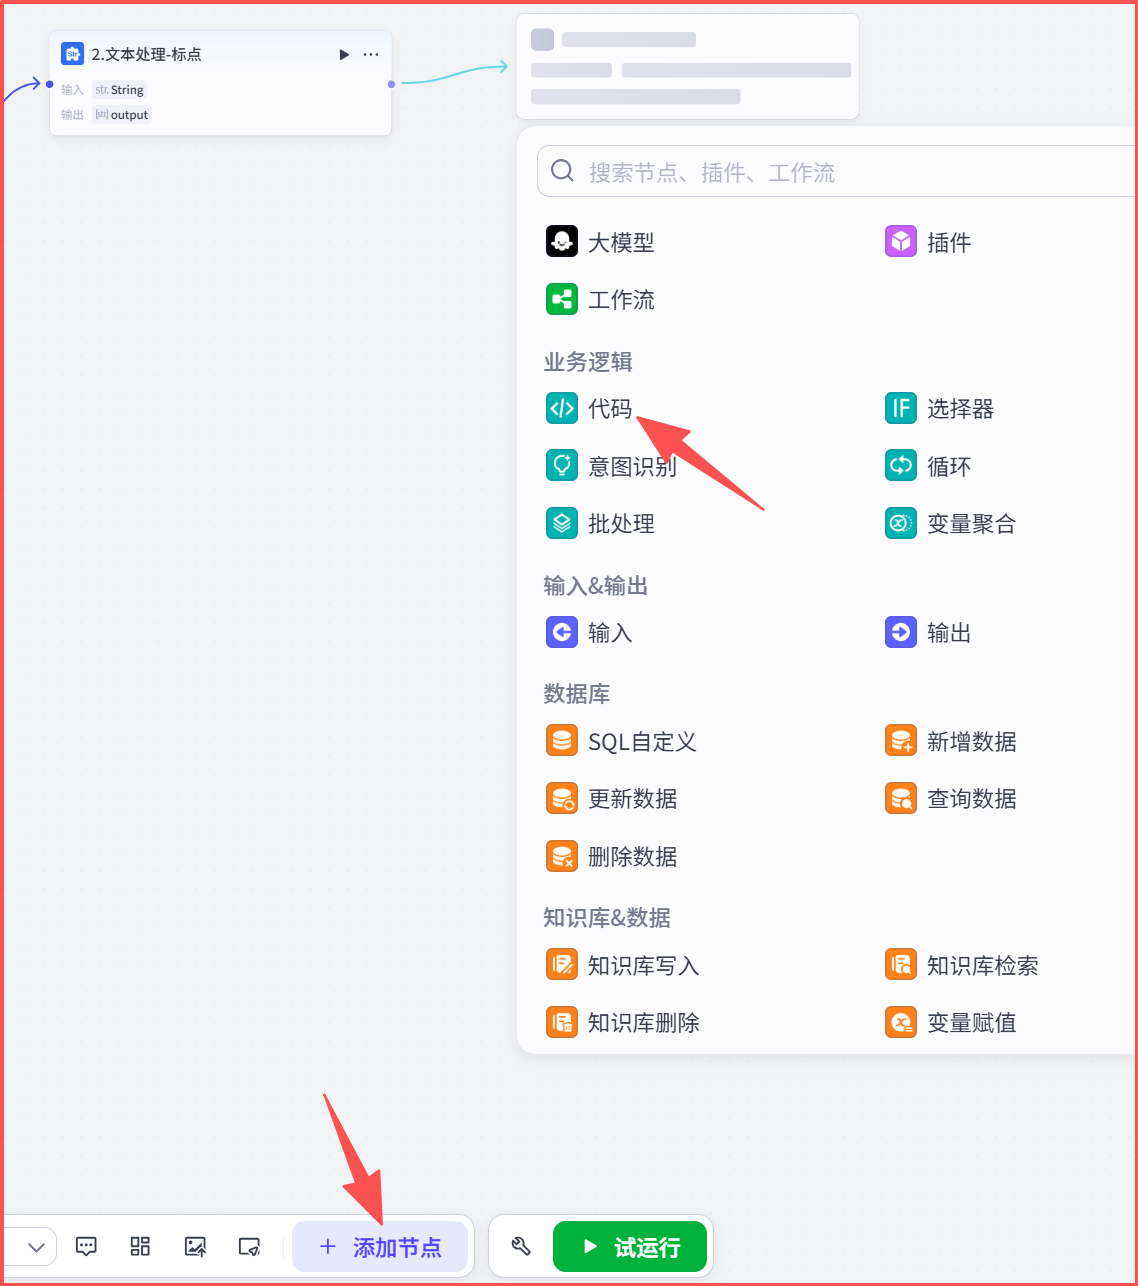 2.文本处理-标点
输入 str. String
输出 [str] output
搜索节点、插件、工作流
大模型 插件
工作流
业务逻辑
代码 选择器
意图识别 循环
批处理 变量聚合
输入&输出
输入 输出
数据库
SQL自定义 新增数据
更新数据 查询数据
删除数据
知识库&数据
知识库写入 知识库检索
知识库删除 变量赋值
添加节点 试运行